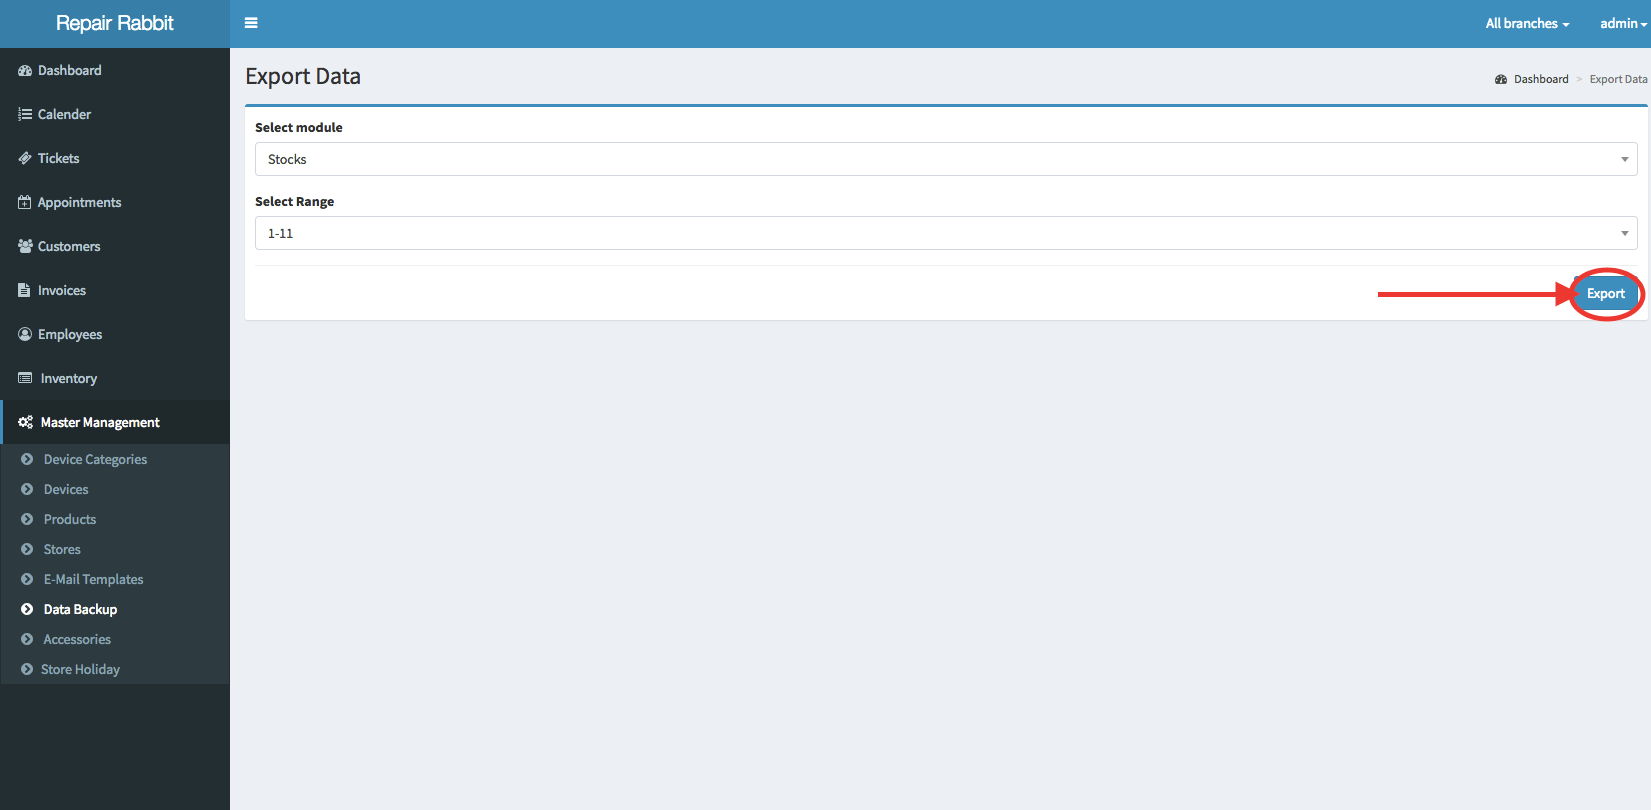 Repair Rabbit
All branches
admin
Dashboard
Calender
Tickets
Appointments
Customers
Invoices
Employees
Inventory
Master Management
Device Categories
Devices
Products
Stores
E-Mail Templates
Data Backup
Accessories
Store Holiday
Export Data
Dashboard > Export Data
Select module
Stocks
Select Range
1-11
Export